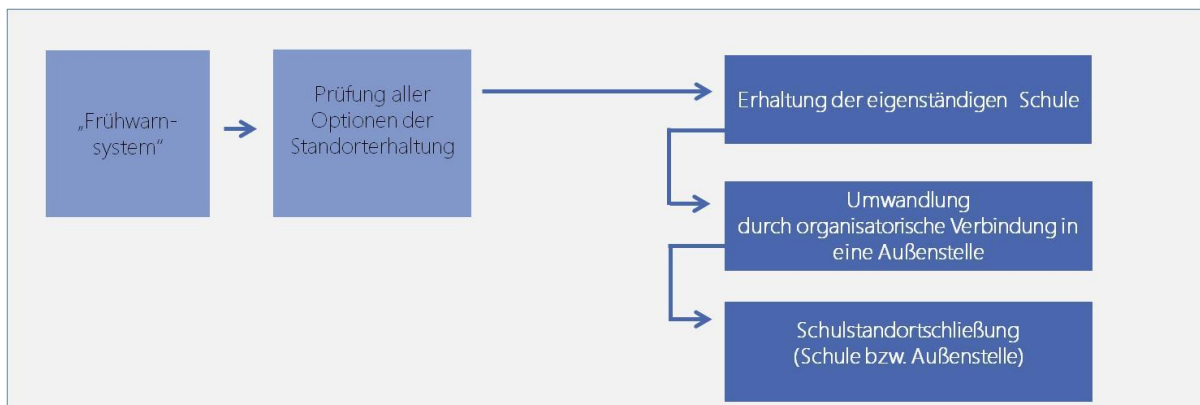 „Frühwarn-
system“
Prüfung aller
Optionen der
Standorterhaltung
Erhaltung der eigenständigen Schule
Umwandlung
durch organisatorische Verbindung in
eine Außenstelle
Schulstandortschließung
(Schule bzw. Außenstelle)